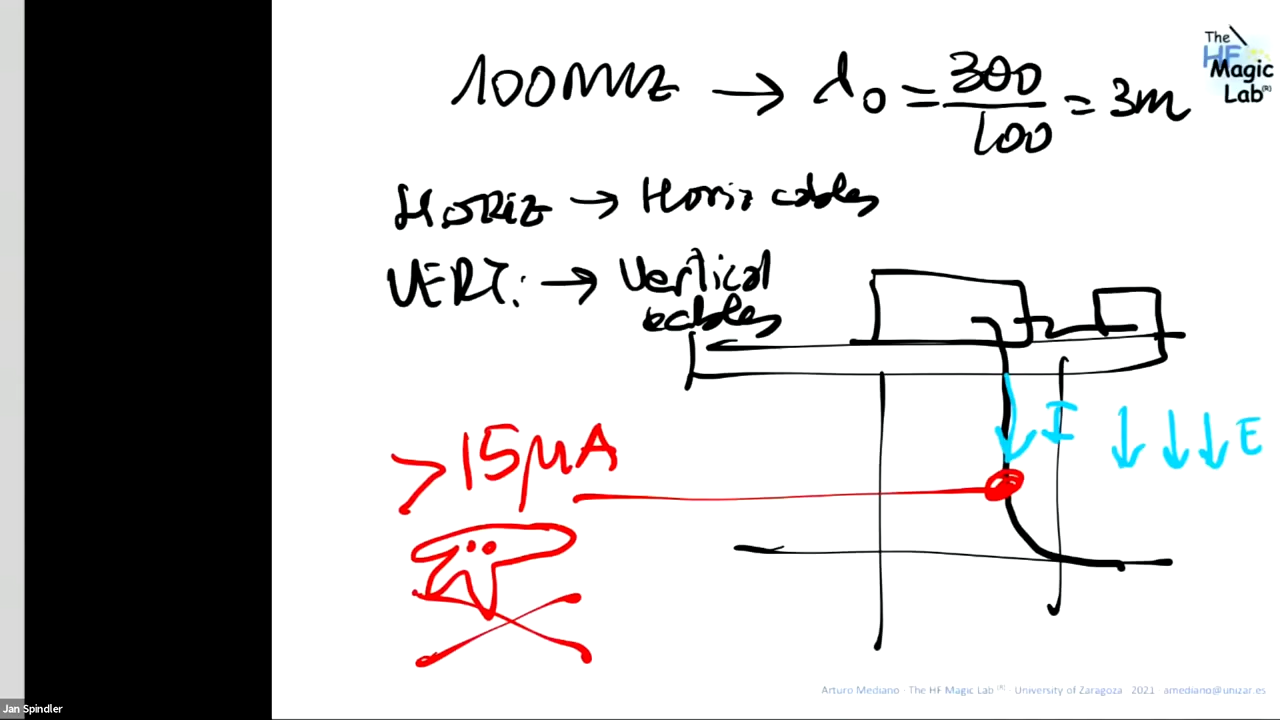 The
HF
Magic
Lab(R)
100MHz → λ0 = 300/100 = 3m
HORIZ → Horiz cables
VERT: → Vertical
cables
I
E
>15μA
Arturo Mediano - The HF Magic Lab (R) - University of Zaragoza 2021 amediano@unizar.es
Jan Spindler